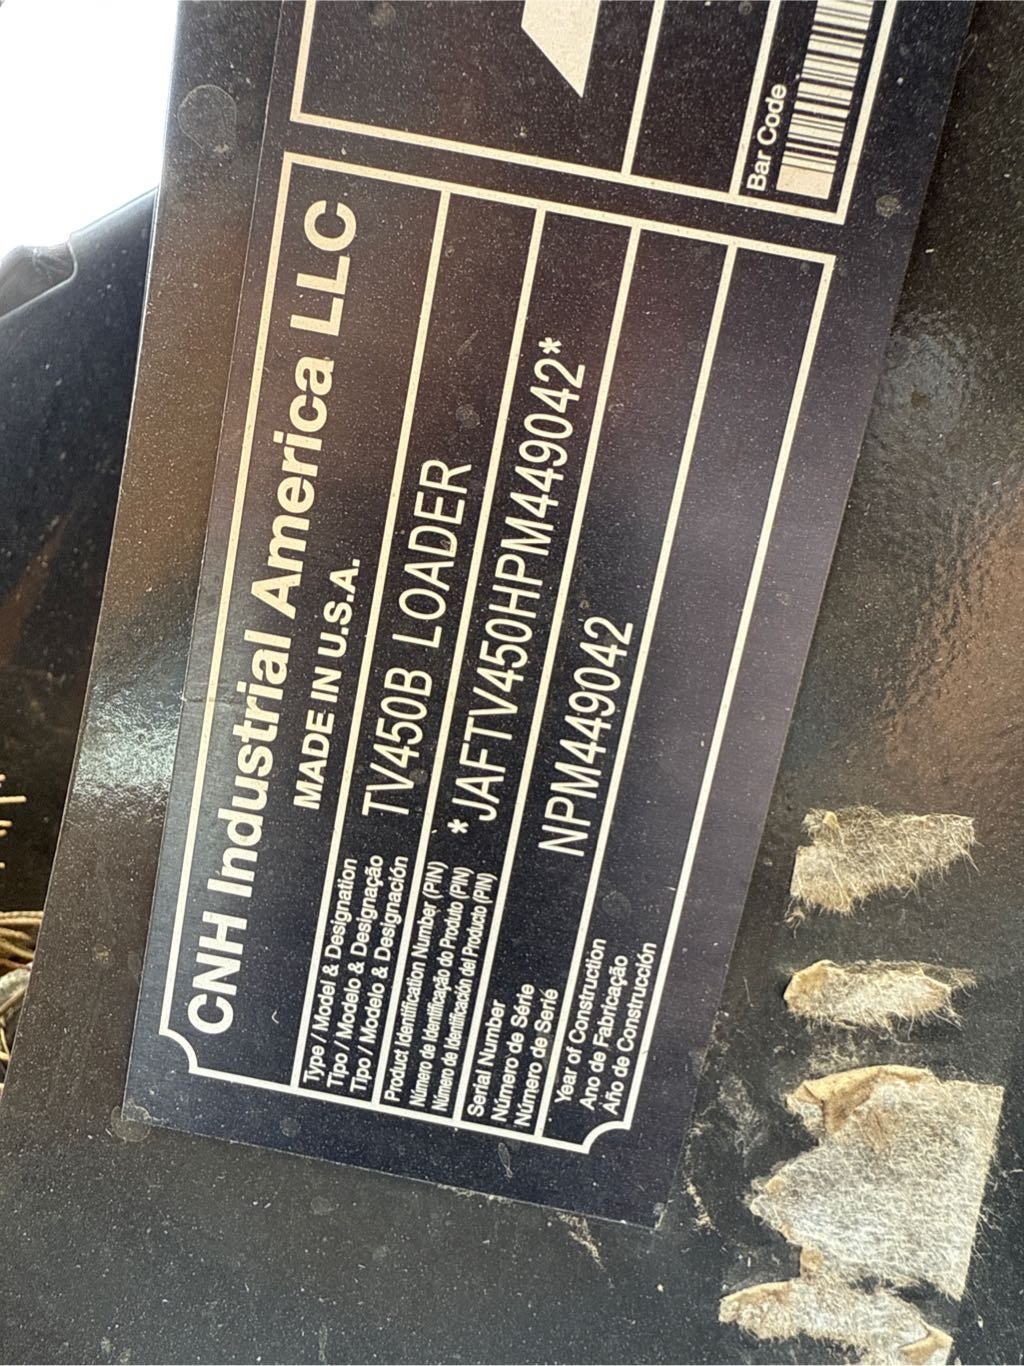 CNH Industrial America LLC
MADE IN U.S.A.
Type / Model & Designation
Tipo / Modelo & Designação
Tipo / Modelo & Designación
TV450B LOADER
Product Identification Number (PIN)
Número de Identificação do Produto (PIN)
Número de Identificación del Producto (PIN)
*JAFTV450HPM449042*
Serial Number
Número de Série
Número de Serie
NPM449042
Year of Construction
Ano de Fabricação
Año de Construcción
Bar Code